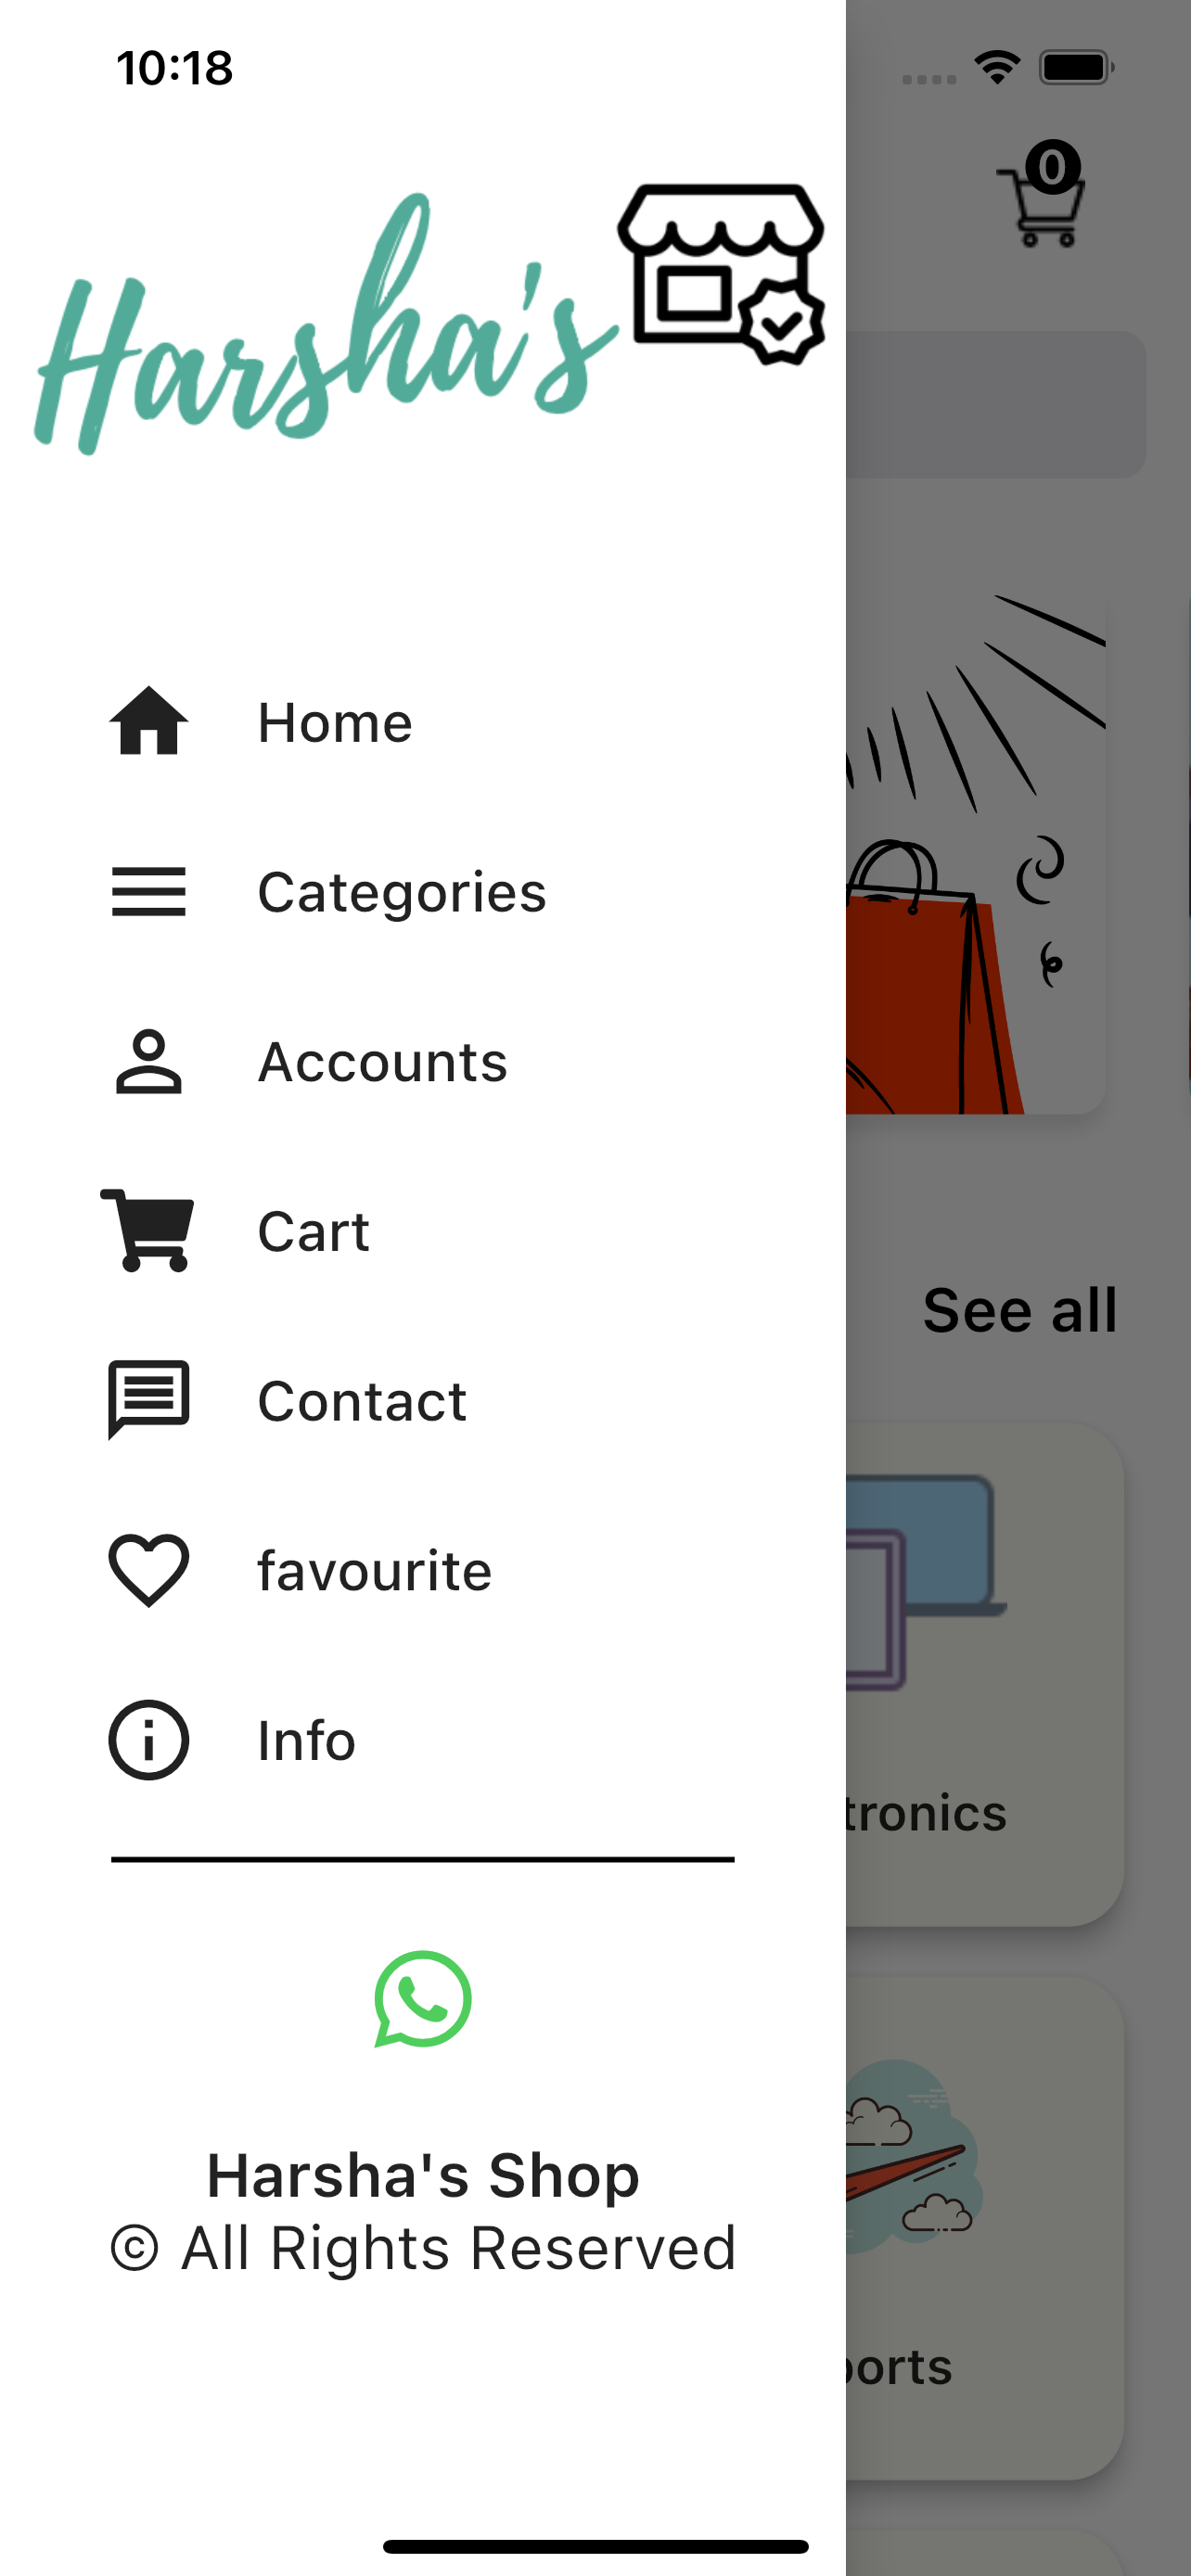 10:18
0
Harsha's
Home
Categories
Accounts
Cart
See all
Contact
favourite
Info
tronics
Harsha's Shop
© All Rights Reserved
orts